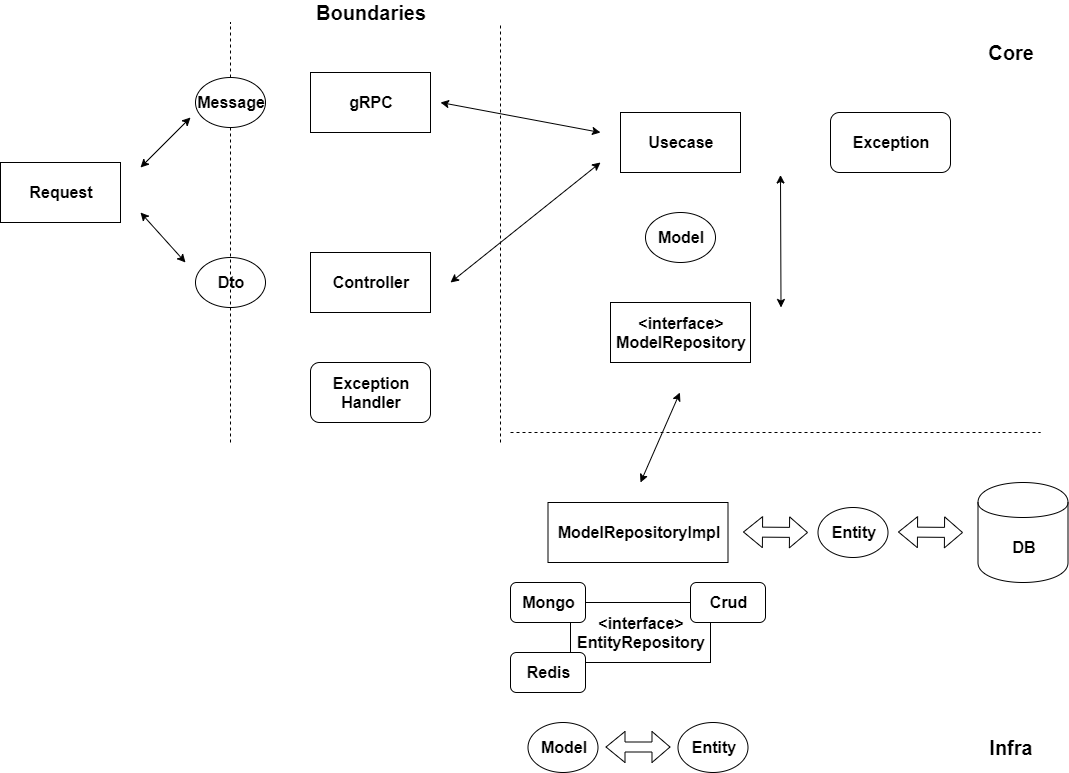 Boundaries
Core
Message
gRPC
Usecase
Exception
Request
Model
Dto
Controller
<interface>
ModelRepository
Exception
Handler
ModelRepositoryImpl
Entity
DB
Mongo
Crud
<interface>
EntityRepository
Redis
Model
Entity
Infra